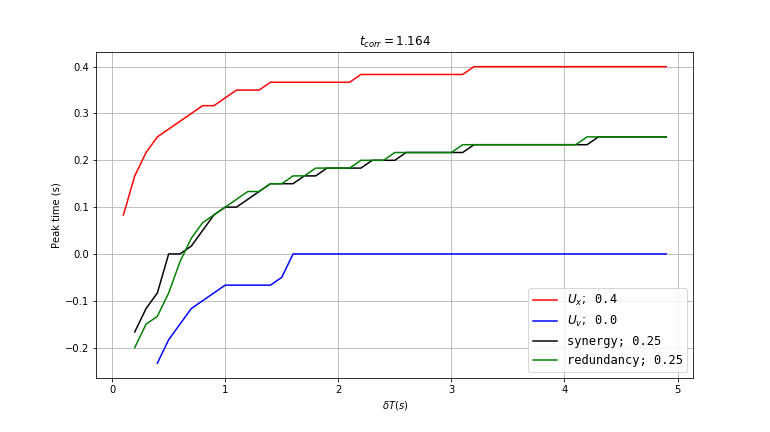 t_corr = 1.164
Peak time (s)
0.4
0.3
0.2
0.1
0.0
−0.1
−0.2
0
1
2
3
4
5
δT(s)
U_x; 0.4
U_v; 0.0
synergy; 0.25
redundancy; 0.25